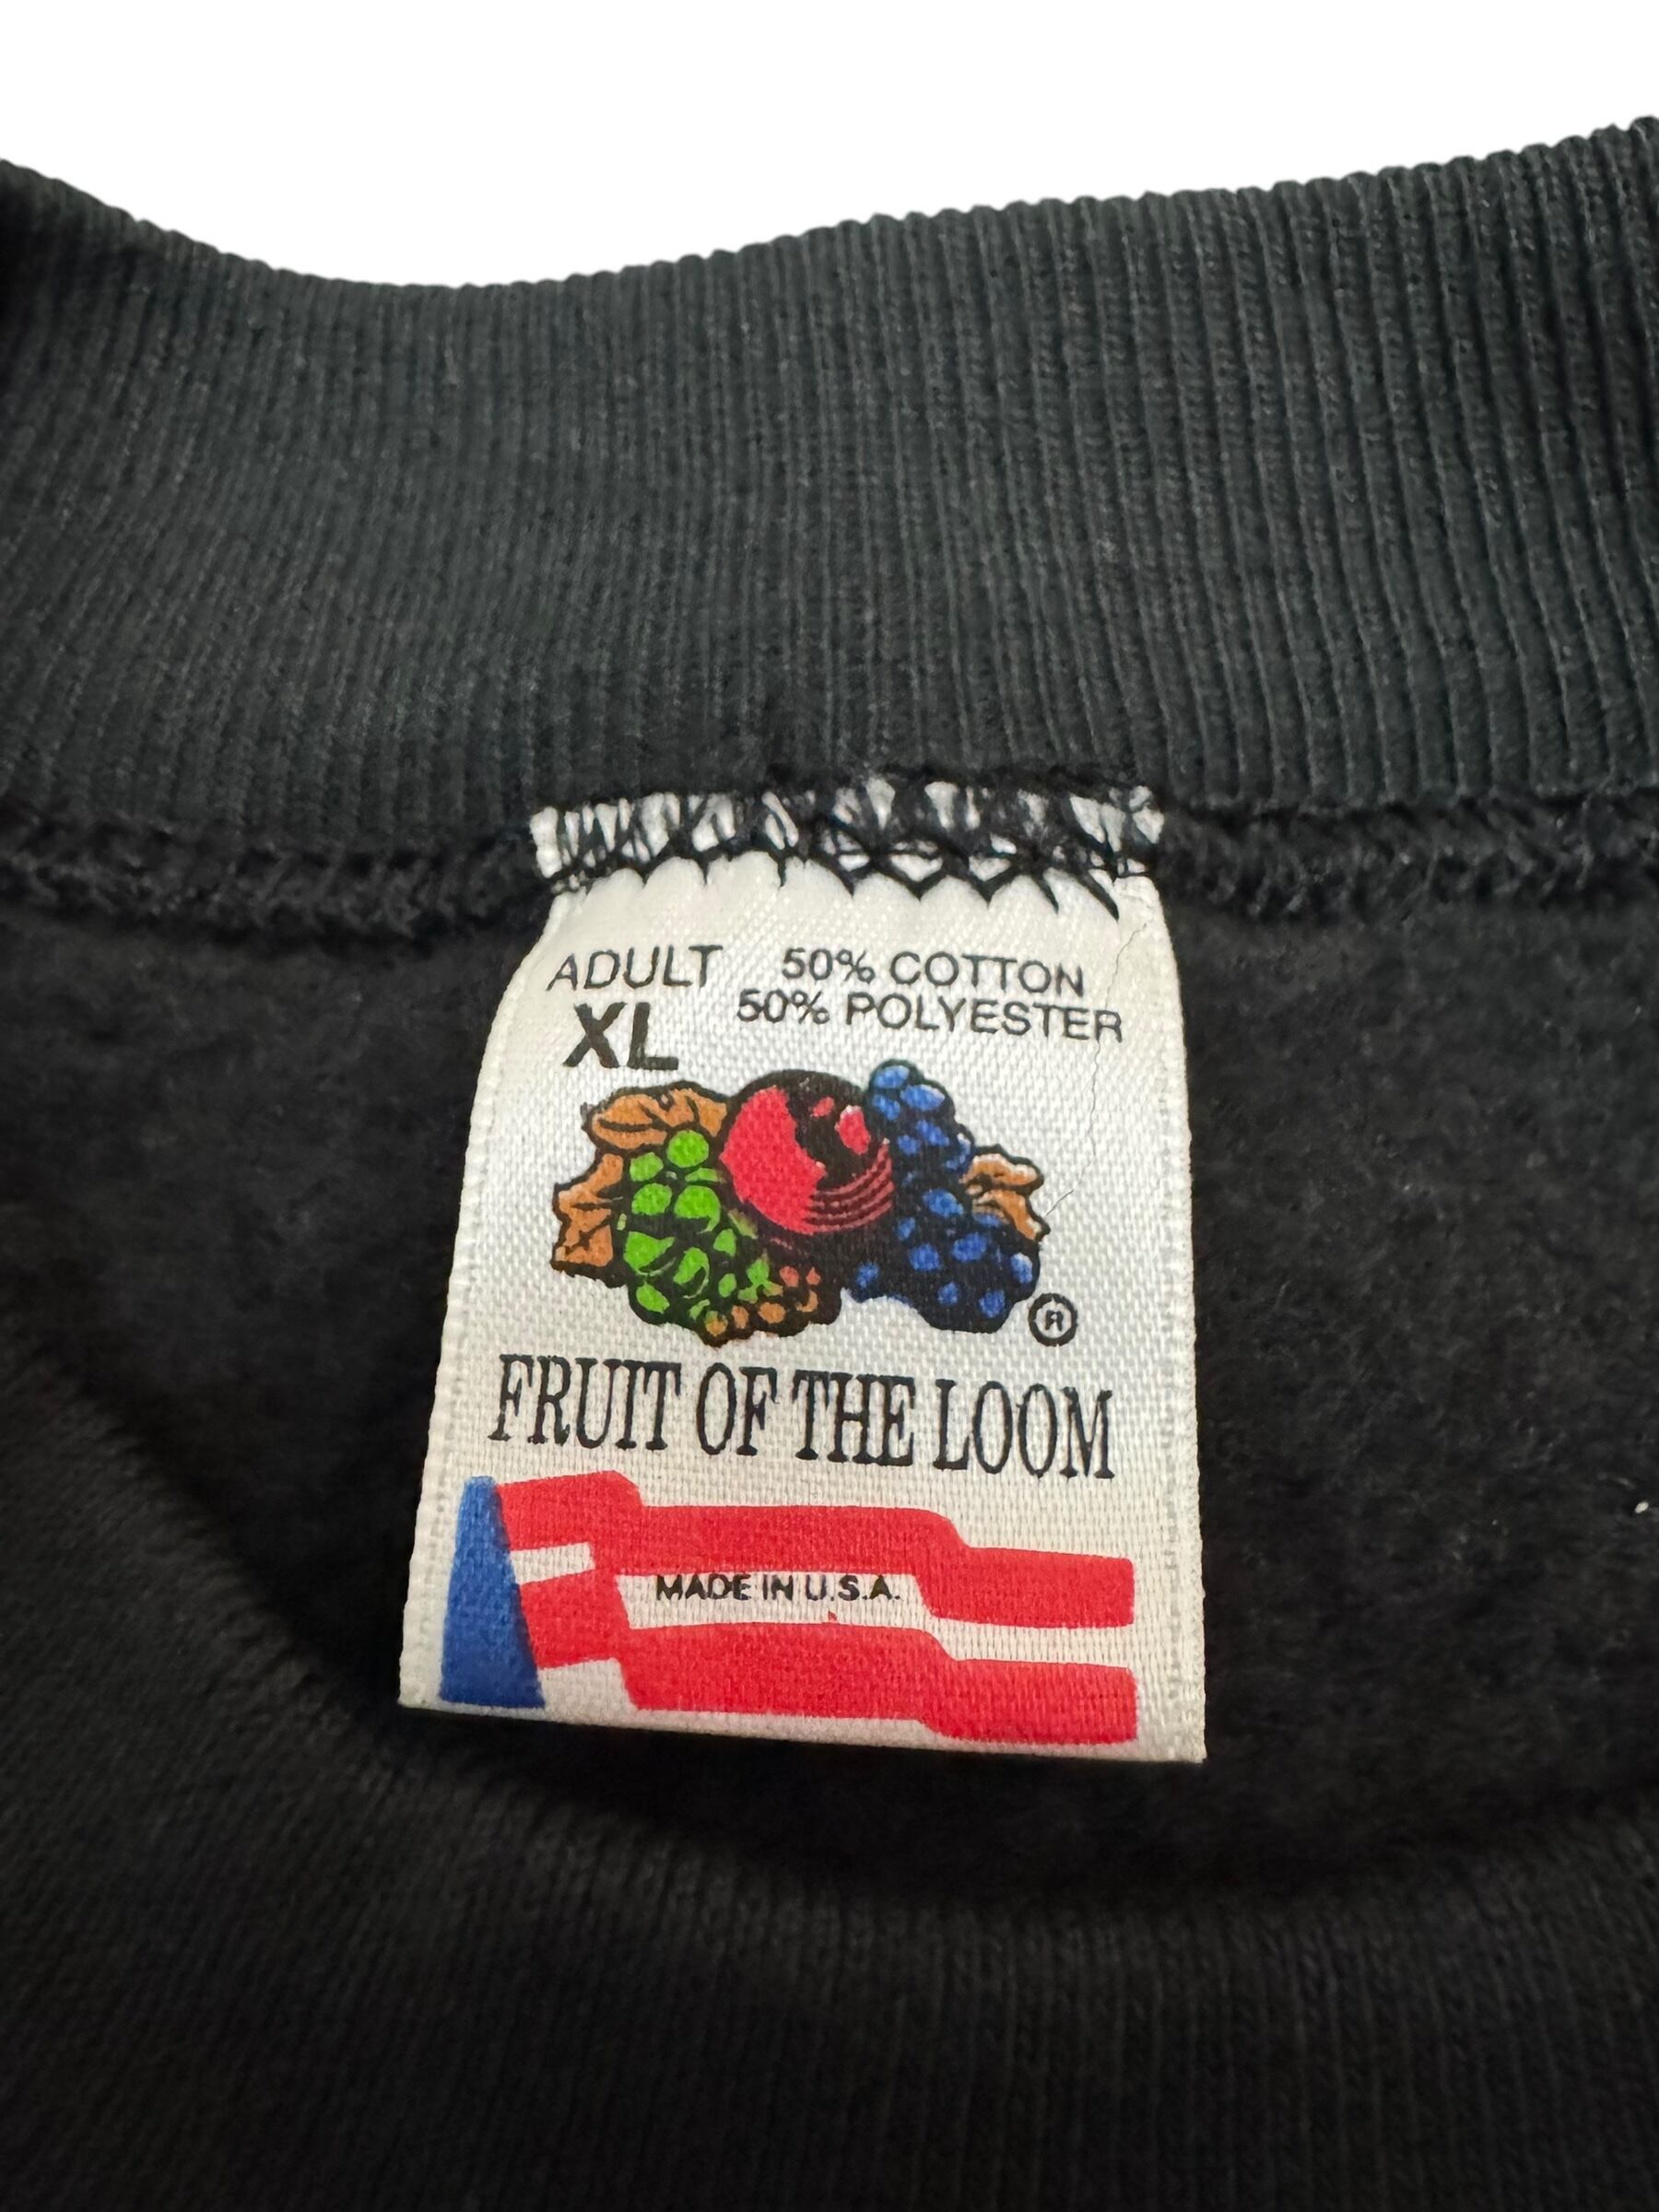 ADULT
XL
50% COTTON
50% POLYESTER
®
FRUIT OF THE LOOM
MADE IN U.S.A.